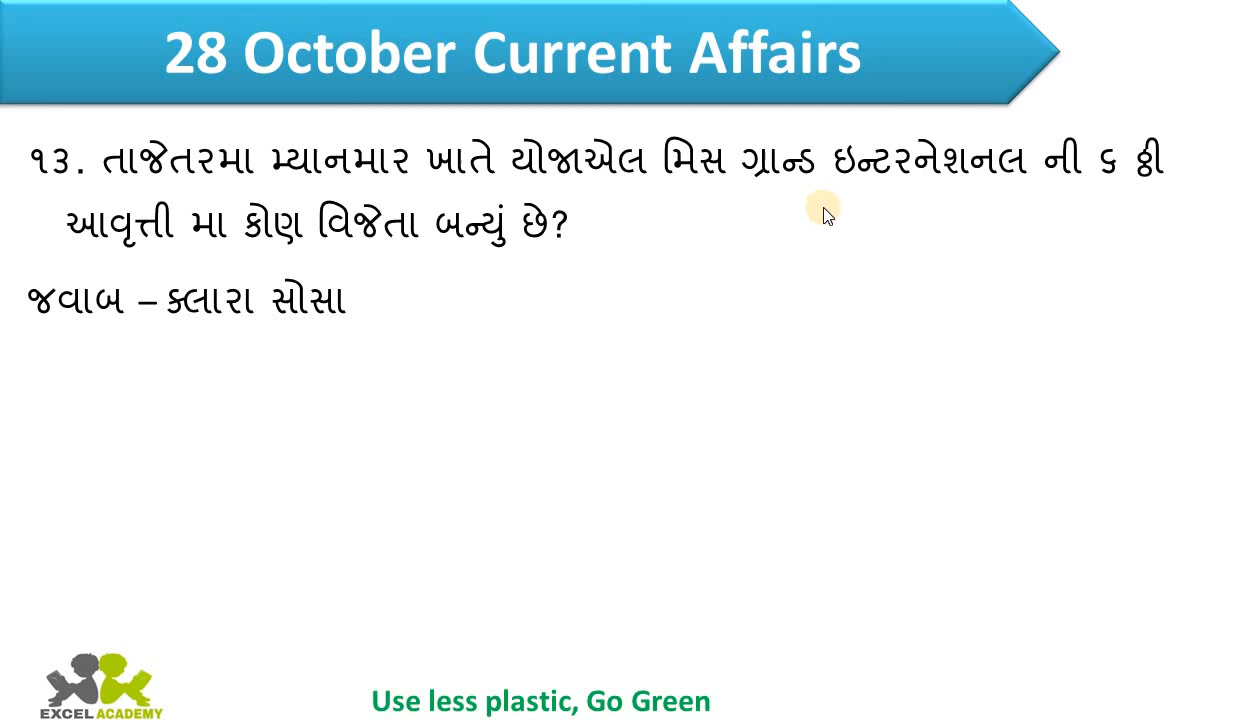 28 October Current Affairs
૧૩. તાજેતરમા મ્યાનમાર ખાતે યોજાએલ મિસ ગ્રાન્ડ ઇન્ટરનેશનલ ની ૬ ઠ્ઠી
આવૃત્તી મા કોણ વિજેતા બન્યું છે?
જવાબ – ક્લારા સોસા
EXCEL ACADEMY
Use less plastic, Go Green